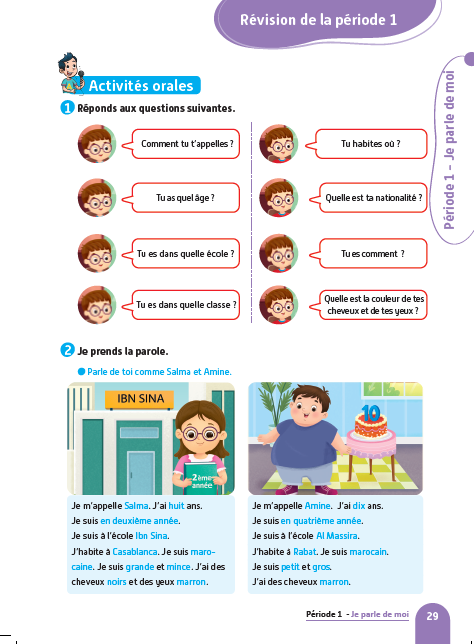 Révision de la période 1
Période 1 - Je parle de moi
Activités orales
1 Réponds aux questions suivantes.
Comment tu t'appelles ?
Tu as quel âge ?
Tu es dans quelle école ?
Tu es dans quelle classe ?
Tu habites où ?
Quelle est ta nationalité ?
Tu es comment ?
Quelle est la couleur de tes
cheveux et de tes yeux ?
2 Je prends la parole.
Parle de toi comme Salma et Amine.
IBN SINA
2ème
année
Je m'appelle Salma. J'ai huit ans.
Je suis en deuxième année.
Je suis à l'école Ibn Sina.
J'habite à Casablanca. Je suis maro-
caine. Je suis grande et mince. J'ai des
cheveux noirs et des yeux marron.
10
Je m'appelle Amine. J'ai dix ans.
Je suis en quatrième année.
Je suis à l'école Al Massira.
J'habite à Rabat. Je suis marocain.
Je suis petit et gros.
J'ai des cheveux marron.
Période 1 - Je parle de moi
29